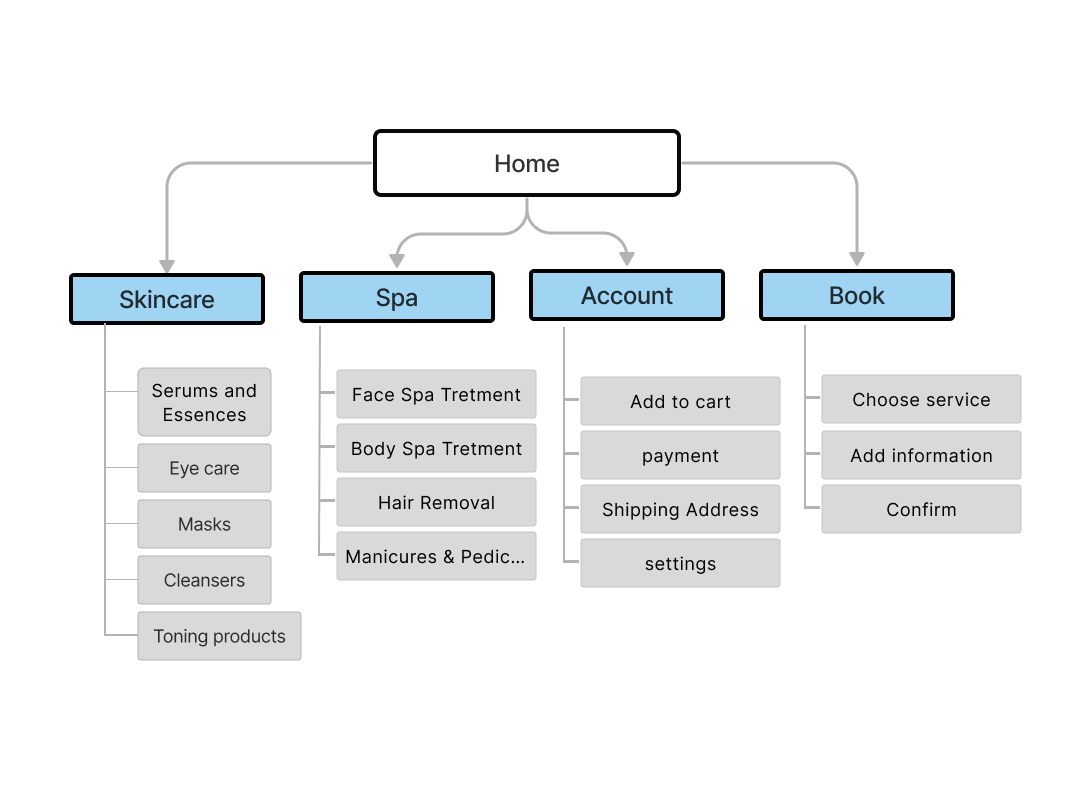 Home
Skincare
Spa
Account
Book
Serums and
Essences
Eye care
Masks
Cleansers
Toning products
Face Spa Tretment
Body Spa Tretment
Hair Removal
Manicures & Pedic...
Add to cart
payment
Shipping Address
settings
Choose service
Add information
Confirm